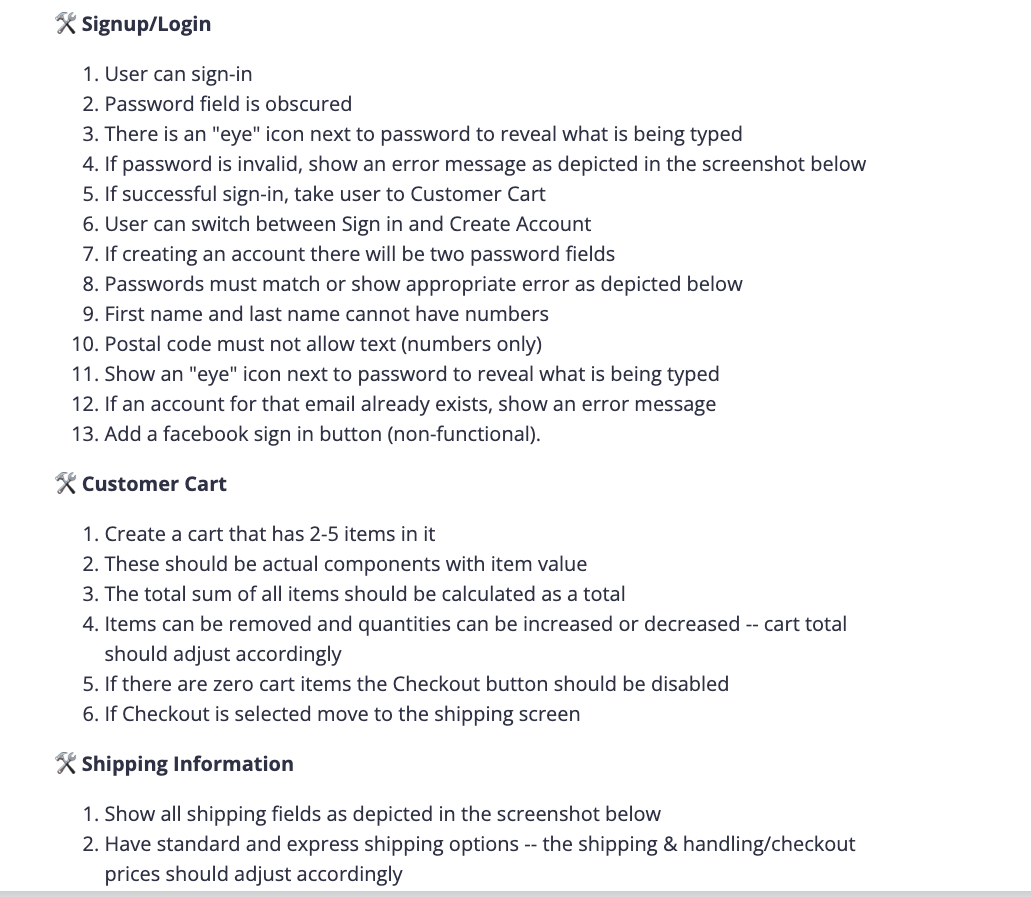 🛠 Signup/Login
1. User can sign-in
2. Password field is obscured
3. There is an "eye" icon next to password to reveal what is being typed
4. If password is invalid, show an error message as depicted in the screenshot below
5. If successful sign-in, take user to Customer Cart
6. User can switch between Sign in and Create Account
7. If creating an account there will be two password fields
8. Passwords must match or show appropriate error as depicted below
9. First name and last name cannot have numbers
10. Postal code must not allow text (numbers only)
11. Show an "eye" icon next to password to reveal what is being typed
12. If an account for that email already exists, show an error message
13. Add a facebook sign in button (non-functional).
🛠 Customer Cart
1. Create a cart that has 2-5 items in it
2. These should be actual components with item value
3. The total sum of all items should be calculated as a total
4. Items can be removed and quantities can be increased or decreased -- cart total
should adjust accordingly
5. If there are zero cart items the Checkout button should be disabled
6. If Checkout is selected move to the shipping screen
🛠 Shipping Information
1. Show all shipping fields as depicted in the screenshot below
2. Have standard and express shipping options -- the shipping & handling/checkout
prices should adjust accordingly